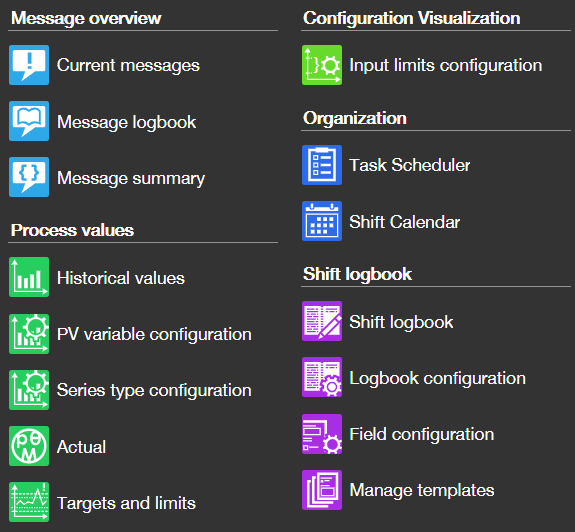 Message overview
Current messages
Message logbook
Message summary
Process values
Historical values
PV variable configuration
Series type configuration
Actual
Targets and limits
Configuration Visualization
Input limits configuration
Organization
Task Scheduler
Shift Calendar
Shift logbook
Shift logbook
Logbook configuration
Field configuration
Manage templates